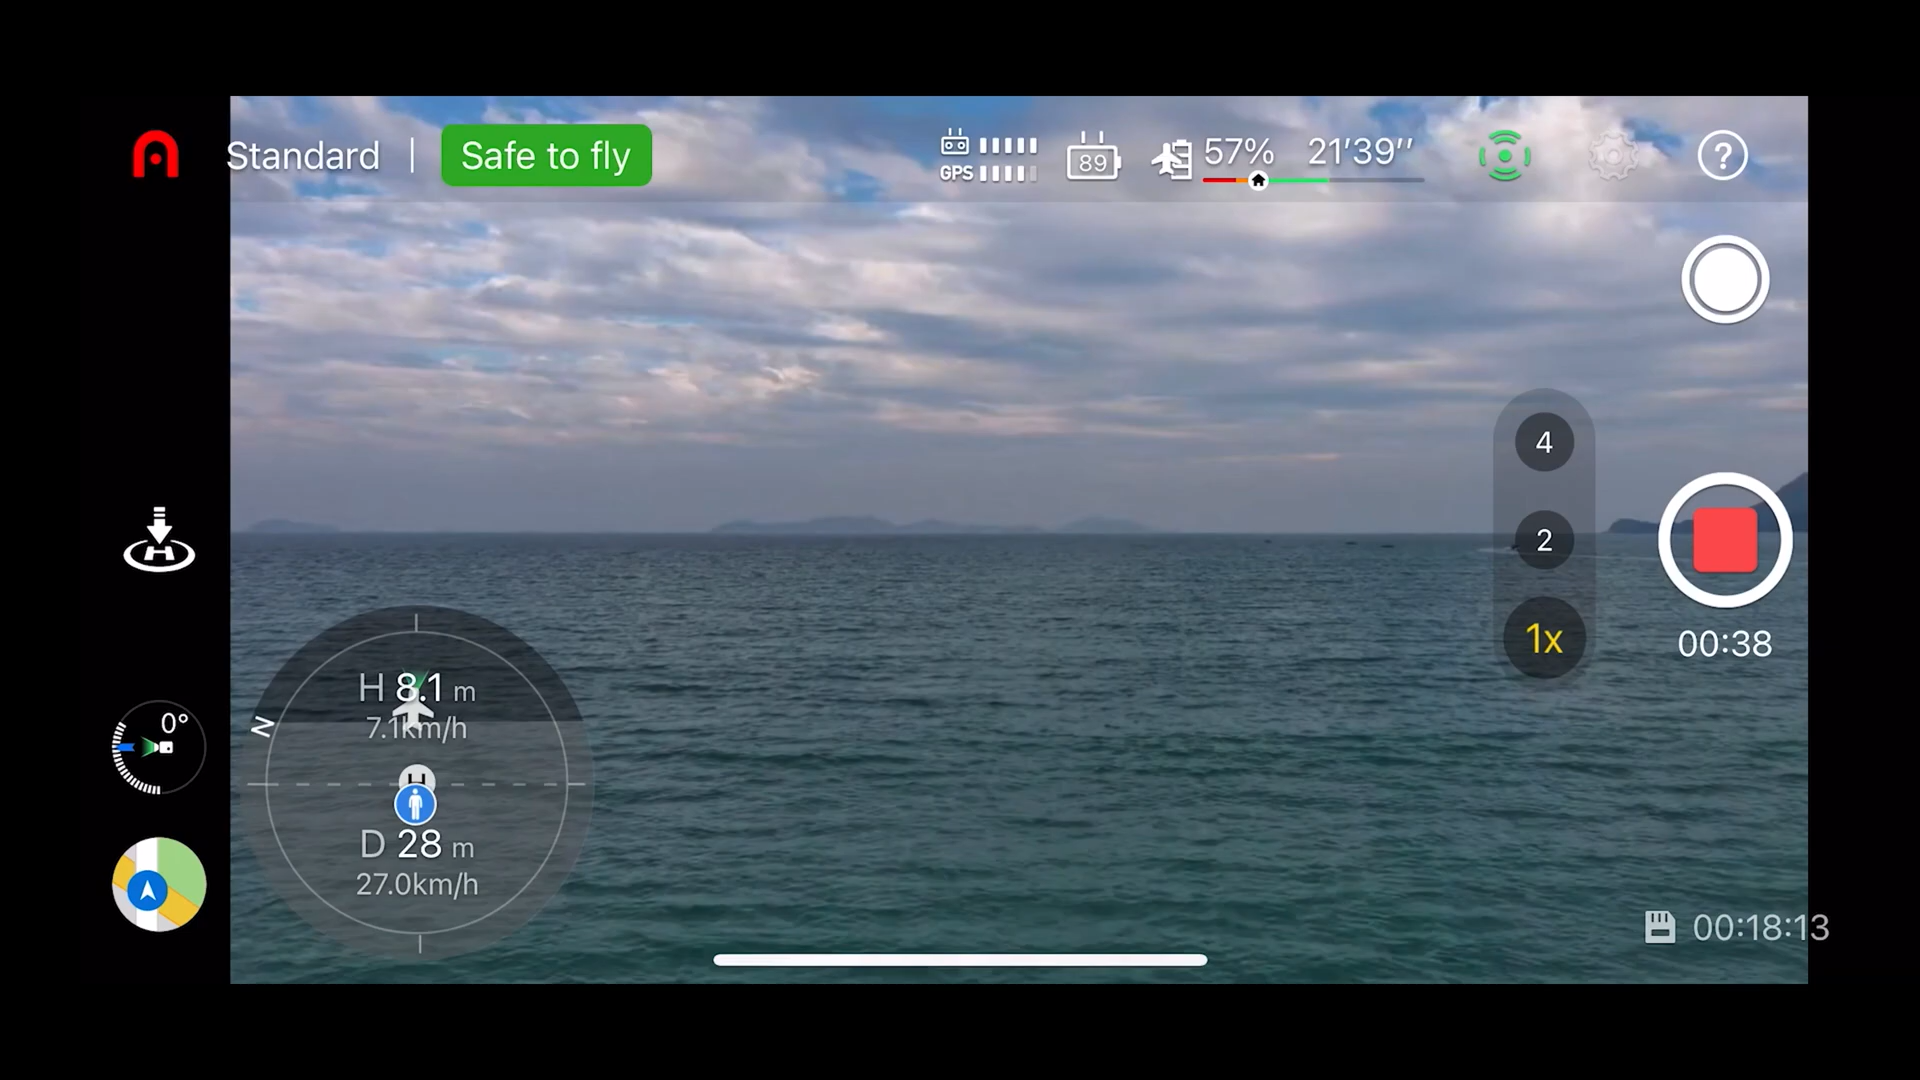 Standard | Safe to fly
GPS
89
57% 21'39''
?
4
2
1x
00:38
0°
N
H 8.1 m
7.1km/h
H
D 28 m
27.0km/h
00:18:13